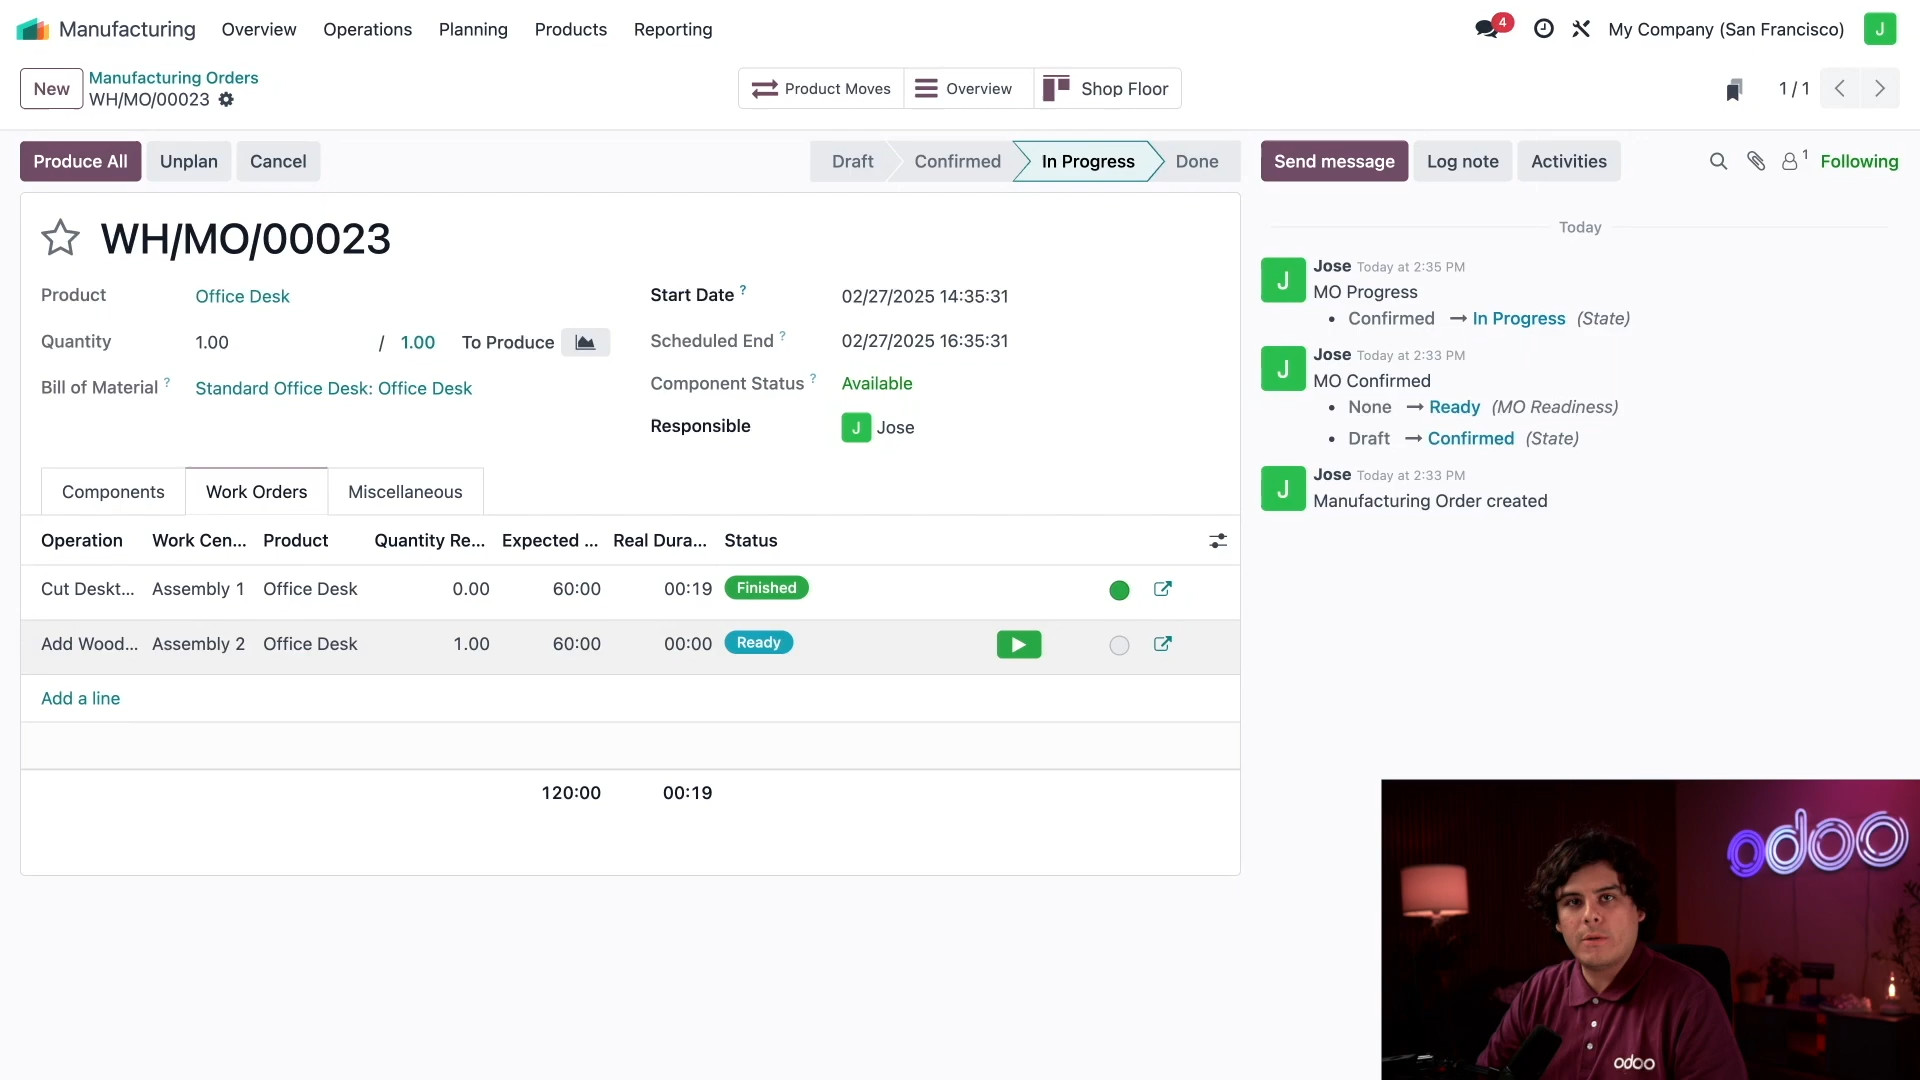 Manufacturing Overview Operations Planning Products Reporting 4 My Company (San Francisco) J
New Manufacturing Orders
WH/MO/00023
Product Moves Overview Shop Floor 1 / 1
Produce All Unplan Cancel Draft Confirmed In Progress Done Send message Log note Activities 1 Following
WH/MO/00023
Product Office Desk
Quantity 1.00 / 1.00 To Produce
Bill of Material ? Standard Office Desk: Office Desk
Start Date ? 02/27/2025 14:35:31
Scheduled End ? 02/27/2025 16:35:31
Component Status ? Available
Responsible J Jose
Components Work Orders Miscellaneous
Operation Work Cen... Product Quantity Re... Expected ... Real Dura... Status
Cut Deskt... Assembly 1 Office Desk 0.00 60:00 00:19 Finished
Add Wood... Assembly 2 Office Desk 1.00 60:00 00:00 Ready
Add a line
120:00 00:19
Today
J Jose Today at 2:35 PM
MO Progress
• Confirmed → In Progress (State)
J Jose Today at 2:33 PM
MO Confirmed
• None → Ready (MO Readiness)
• Draft → Confirmed (State)
J Jose Today at 2:33 PM
Manufacturing Order created
odoo
odoo